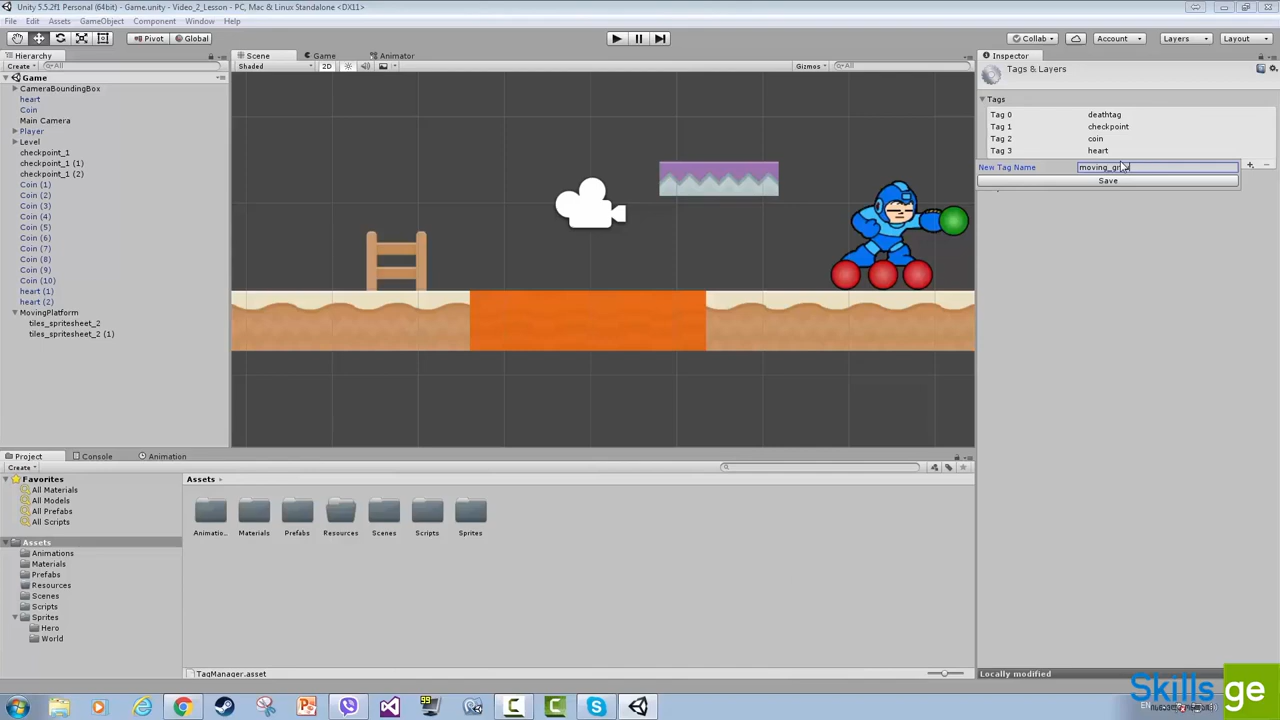 Unity 5.5.2f1 Personal (64bit) - Game.unity - Video_2_Lesson - PC, Mac & Linux Standalone <DX11>
File Edit Assets GameObject Component Window Help
Pivot Global Collab Account Layers Layout
Hierarchy Scene Game Animator Inspector
Create All Shaded 2D Gizmos All
Tags & Layers
Game
CameraBoundingBox
heart
Coin
Main Camera
Player
Level
checkpoint_1
checkpoint_1 (1)
checkpoint_1 (2)
Coin (1)
Coin (2)
Coin (3)
Coin (4)
Coin (5)
Coin (6)
Coin (7)
Coin (8)
Coin (9)
Coin (10)
heart (1)
heart (2)
MovingPlatform
tiles_spritesheet_2
tiles_spritesheet_2 (1)
Tags
Tag 0 deathtag
Tag 1 checkpoint
Tag 2 coin
Tag 3 heart
New Tag Name
Save
Project Console Animation
Create
Favorites
All Materials
All Models
All Prefabs
All Scripts
Assets
Animations
Materials
Prefabs
Resources
Scenes
Scripts
Sprites
Hero
World
Assets
Animatio... Materials Prefabs Resources Scenes Scripts Sprites
TagManager.asset
Locally modified
Skills ge
99